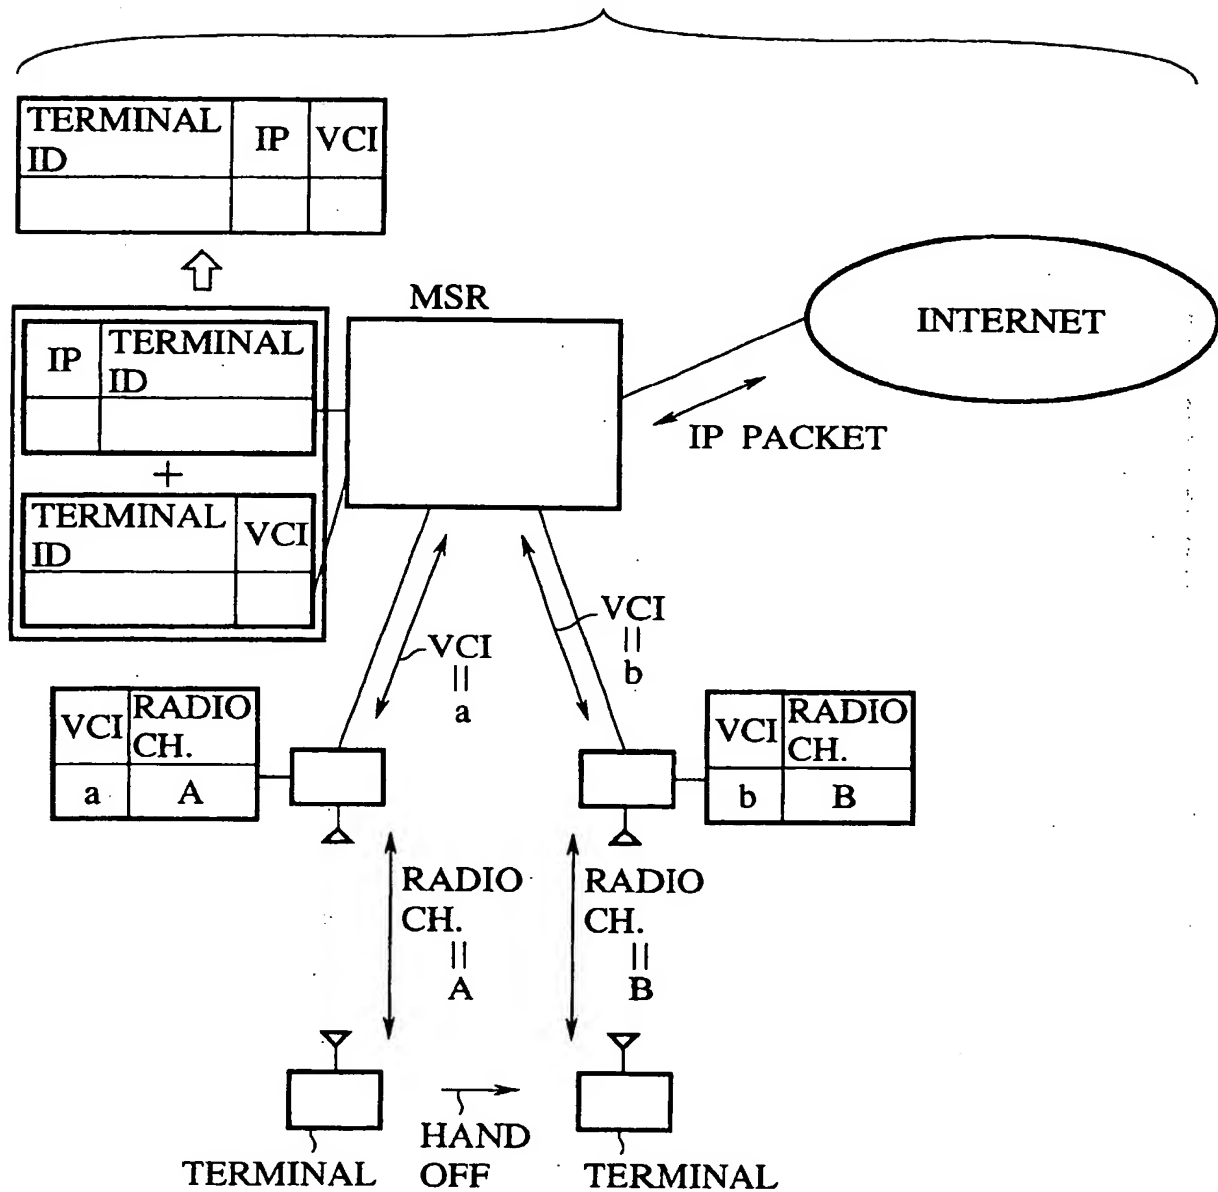 TERMINAL
ID
IP
VCI
MSR
INTERNET
IP
TERMINAL
ID
IP PACKET
+
TERMINAL
ID
VCI
VCI
=
a
VCI
=
b
VCI
RADIO
CH.
a
A
VCI
RADIO
CH.
b
B
RADIO
CH.
=
A
RADIO
CH.
=
B
TERMINAL
HAND
OFF
TERMINAL